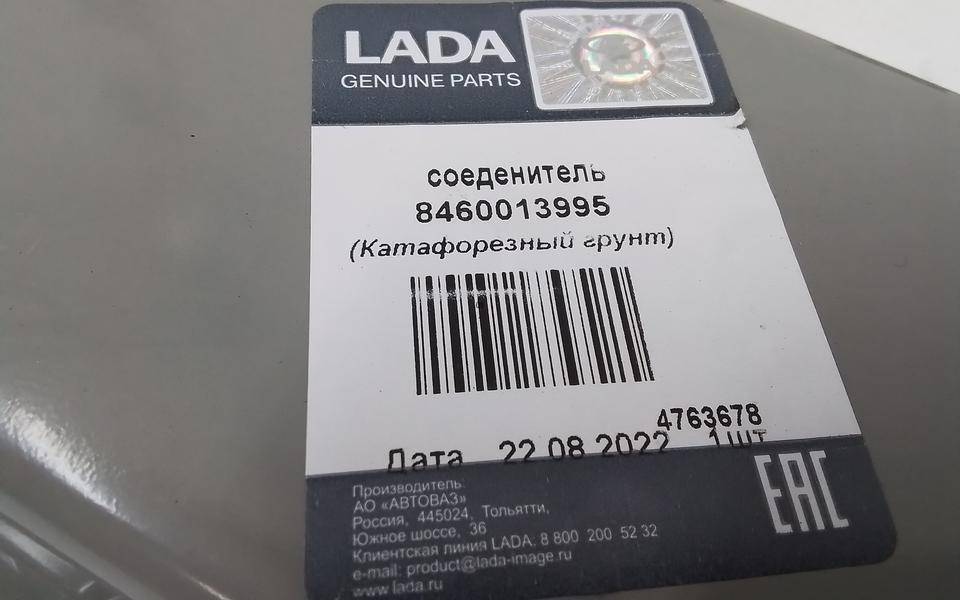 LADA
GENUINE PARTS
соеденитель
8460013995
(Катафорезный грунт)
4763678
Дата 22 08 2022 1шт
EAC
Производитель:
АО «АВТОВАЗ»
Россия, 445024, Тольятти,
Южное шоссе, 36
Клиентская линия LADA: 8 800 200 52 32
e-mail: product@lada-image.ru
www.lada.ru